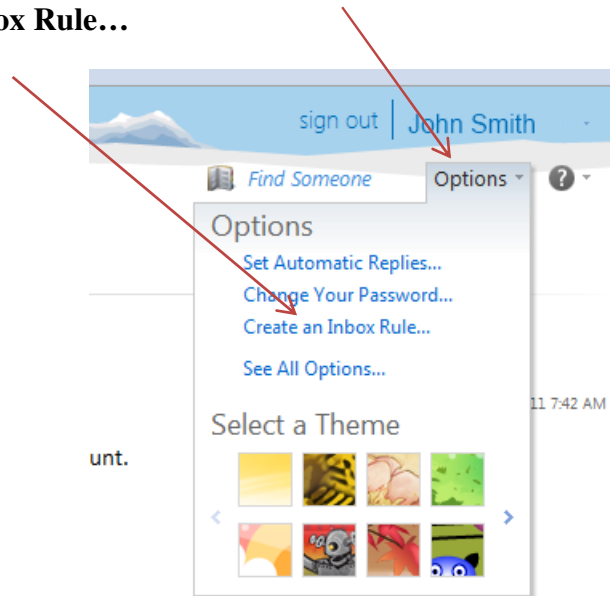 ox Rule…
sign out | John Smith
Find Someone Options ?
Options
Set Automatic Replies...
Change Your Password...
Create an Inbox Rule...
See All Options...
11 7:42 AM
Select a Theme
unt.